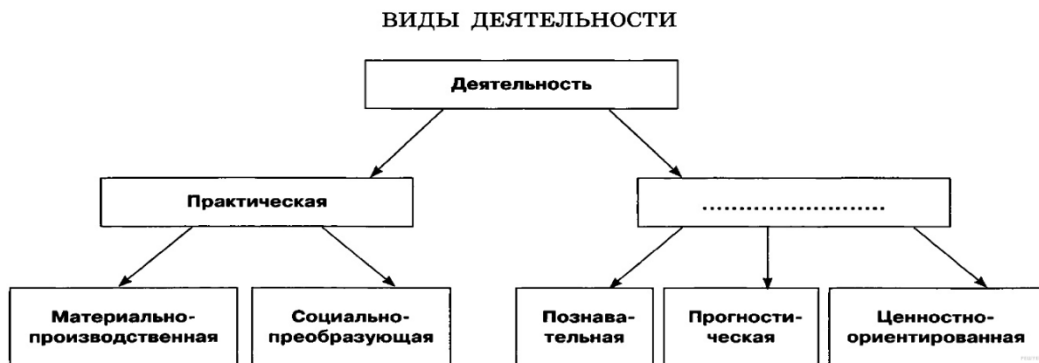 ВИДЫ ДЕЯТЕЛЬНОСТИ
Деятельность
Практическая
..........................
Материально-
производственная
Социально-
преобразующая
Познава-
тельная
Прогности-
ческая
Ценностно-
ориентированная